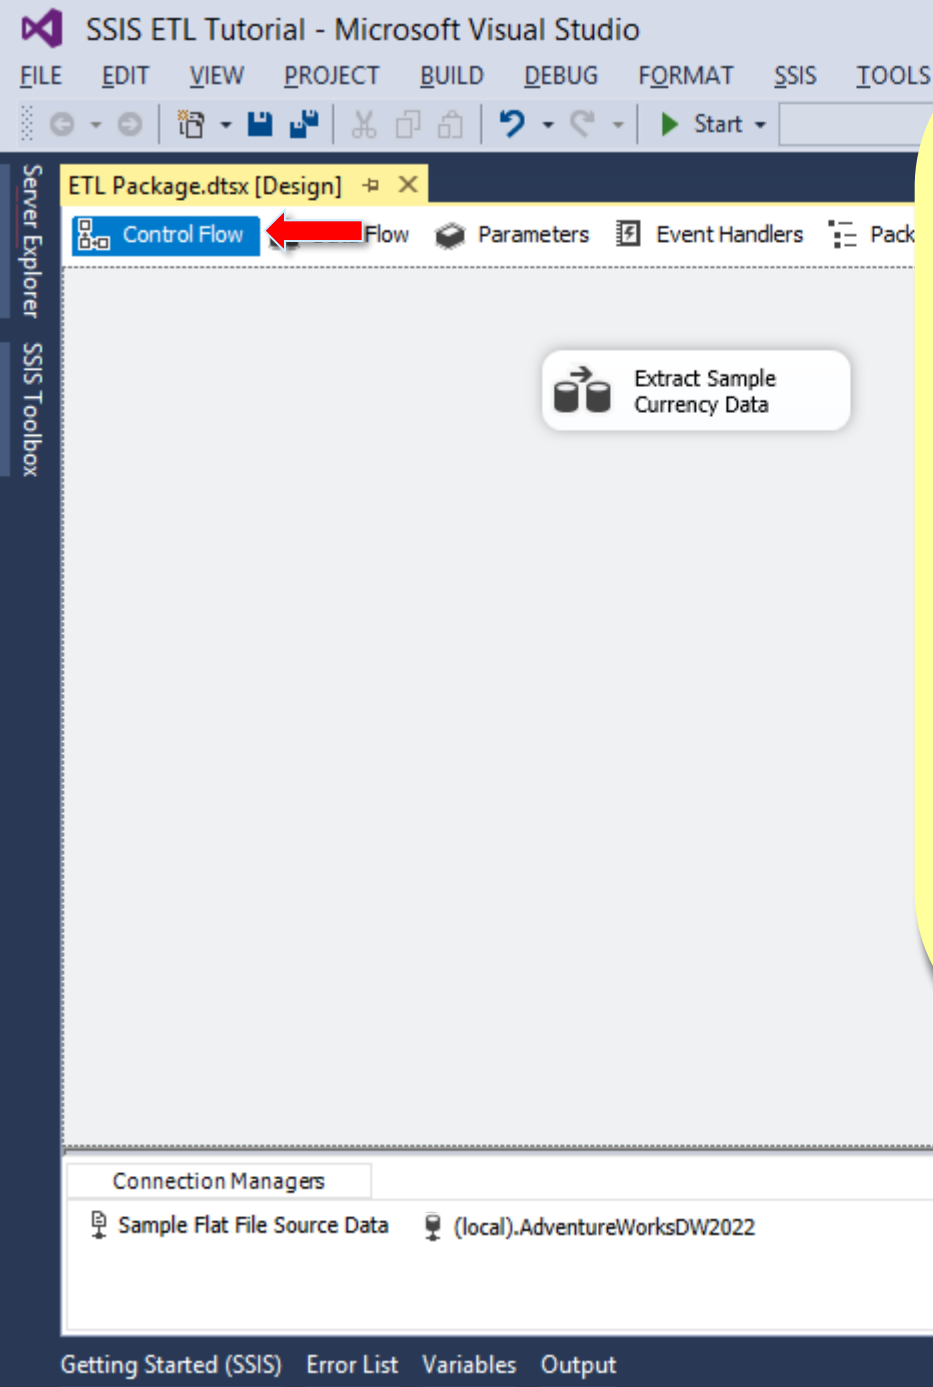 SSIS ETL Tutorial - Microsoft Visual Studio
FILE EDIT VIEW PROJECT BUILD DEBUG FORMAT SSIS TOOLS
Start
Server Explorer
SSIS Toolbox
ETL Package.dtsx [Design]
Control Flow Flow Parameters Event Handlers Pack
Extract Sample
Currency Data
Connection Managers
Sample Flat File Source Data (local).AdventureWorksDW2022
Getting Started (SSIS) Error List Variables Output